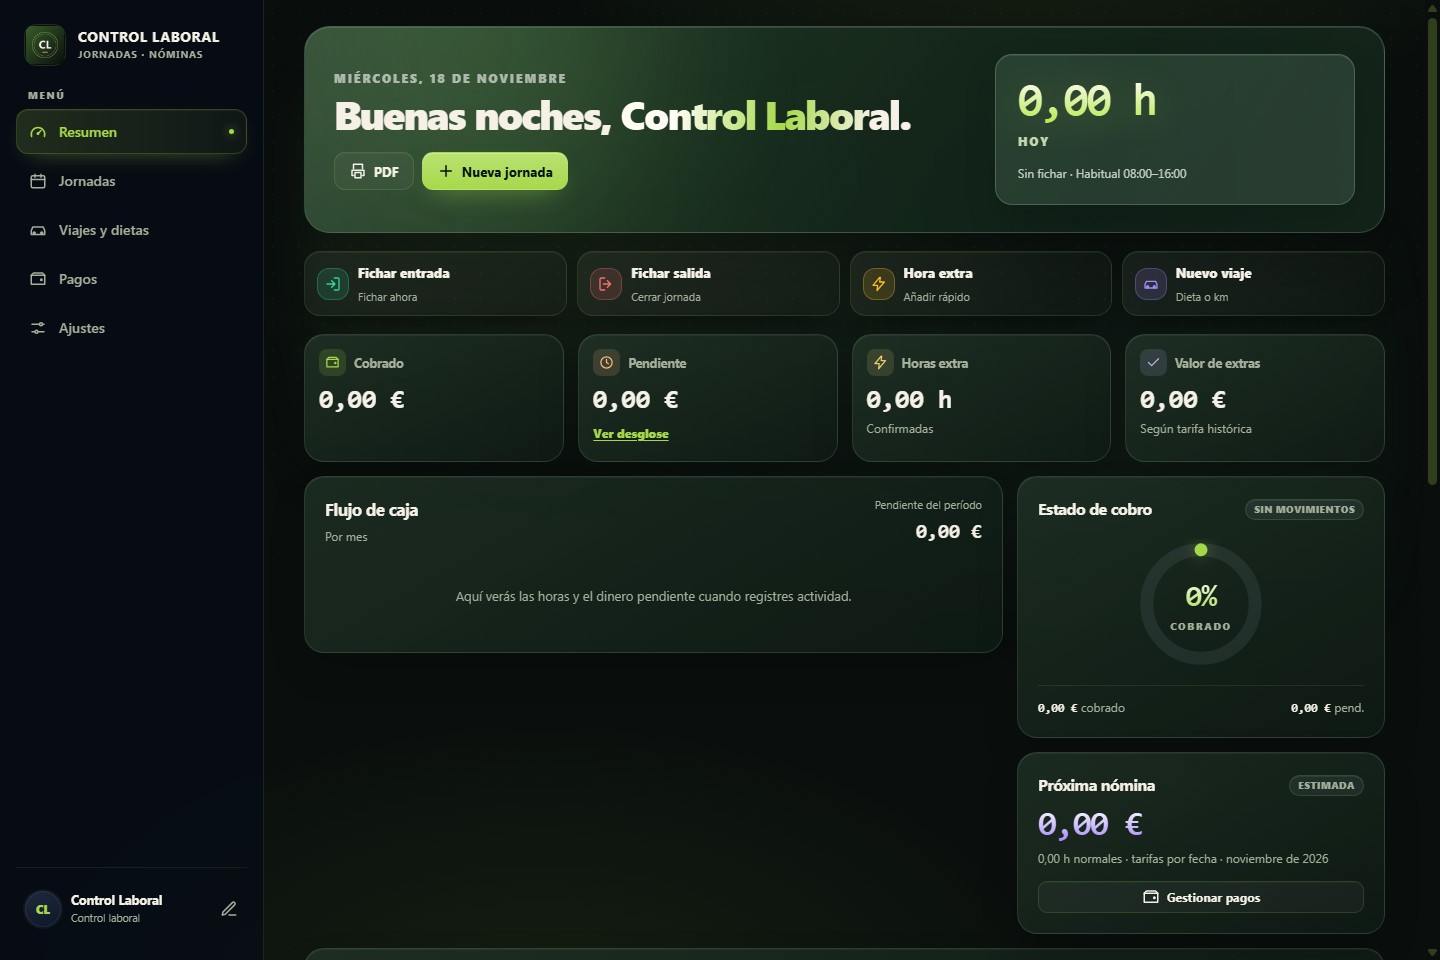 CL
CONTROL LABORAL
JORNADAS · NÓMINAS
MENÚ
Resumen
Jornadas
Viajes y dietas
Pagos
Ajustes
CL
Control Laboral
Control laboral
MIÉRCOLES, 18 DE NOVIEMBRE
Buenas noches, Control Laboral.
PDF
Nueva jornada
0,00 h
HOY
Sin fichar · Habitual 08:00–16:00
Fichar entrada
Fichar ahora
Fichar salida
Cerrar jornada
Hora extra
Añadir rápido
Nuevo viaje
Dieta o km
Cobrado
0,00 €
Pendiente
0,00 €
Ver desglose
Horas extra
0,00 h
Confirmadas
Valor de extras
0,00 €
Según tarifa histórica
Flujo de caja
Por mes
Pendiente del período
0,00 €
Aquí verás las horas y el dinero pendiente cuando registres actividad.
Estado de cobro
SIN MOVIMIENTOS
0%
COBRADO
0,00 € cobrado
0,00 € pend.
Próxima nómina
ESTIMADA
0,00 €
0,00 h normales · tarifas por fecha · noviembre de 2026
Gestionar pagos